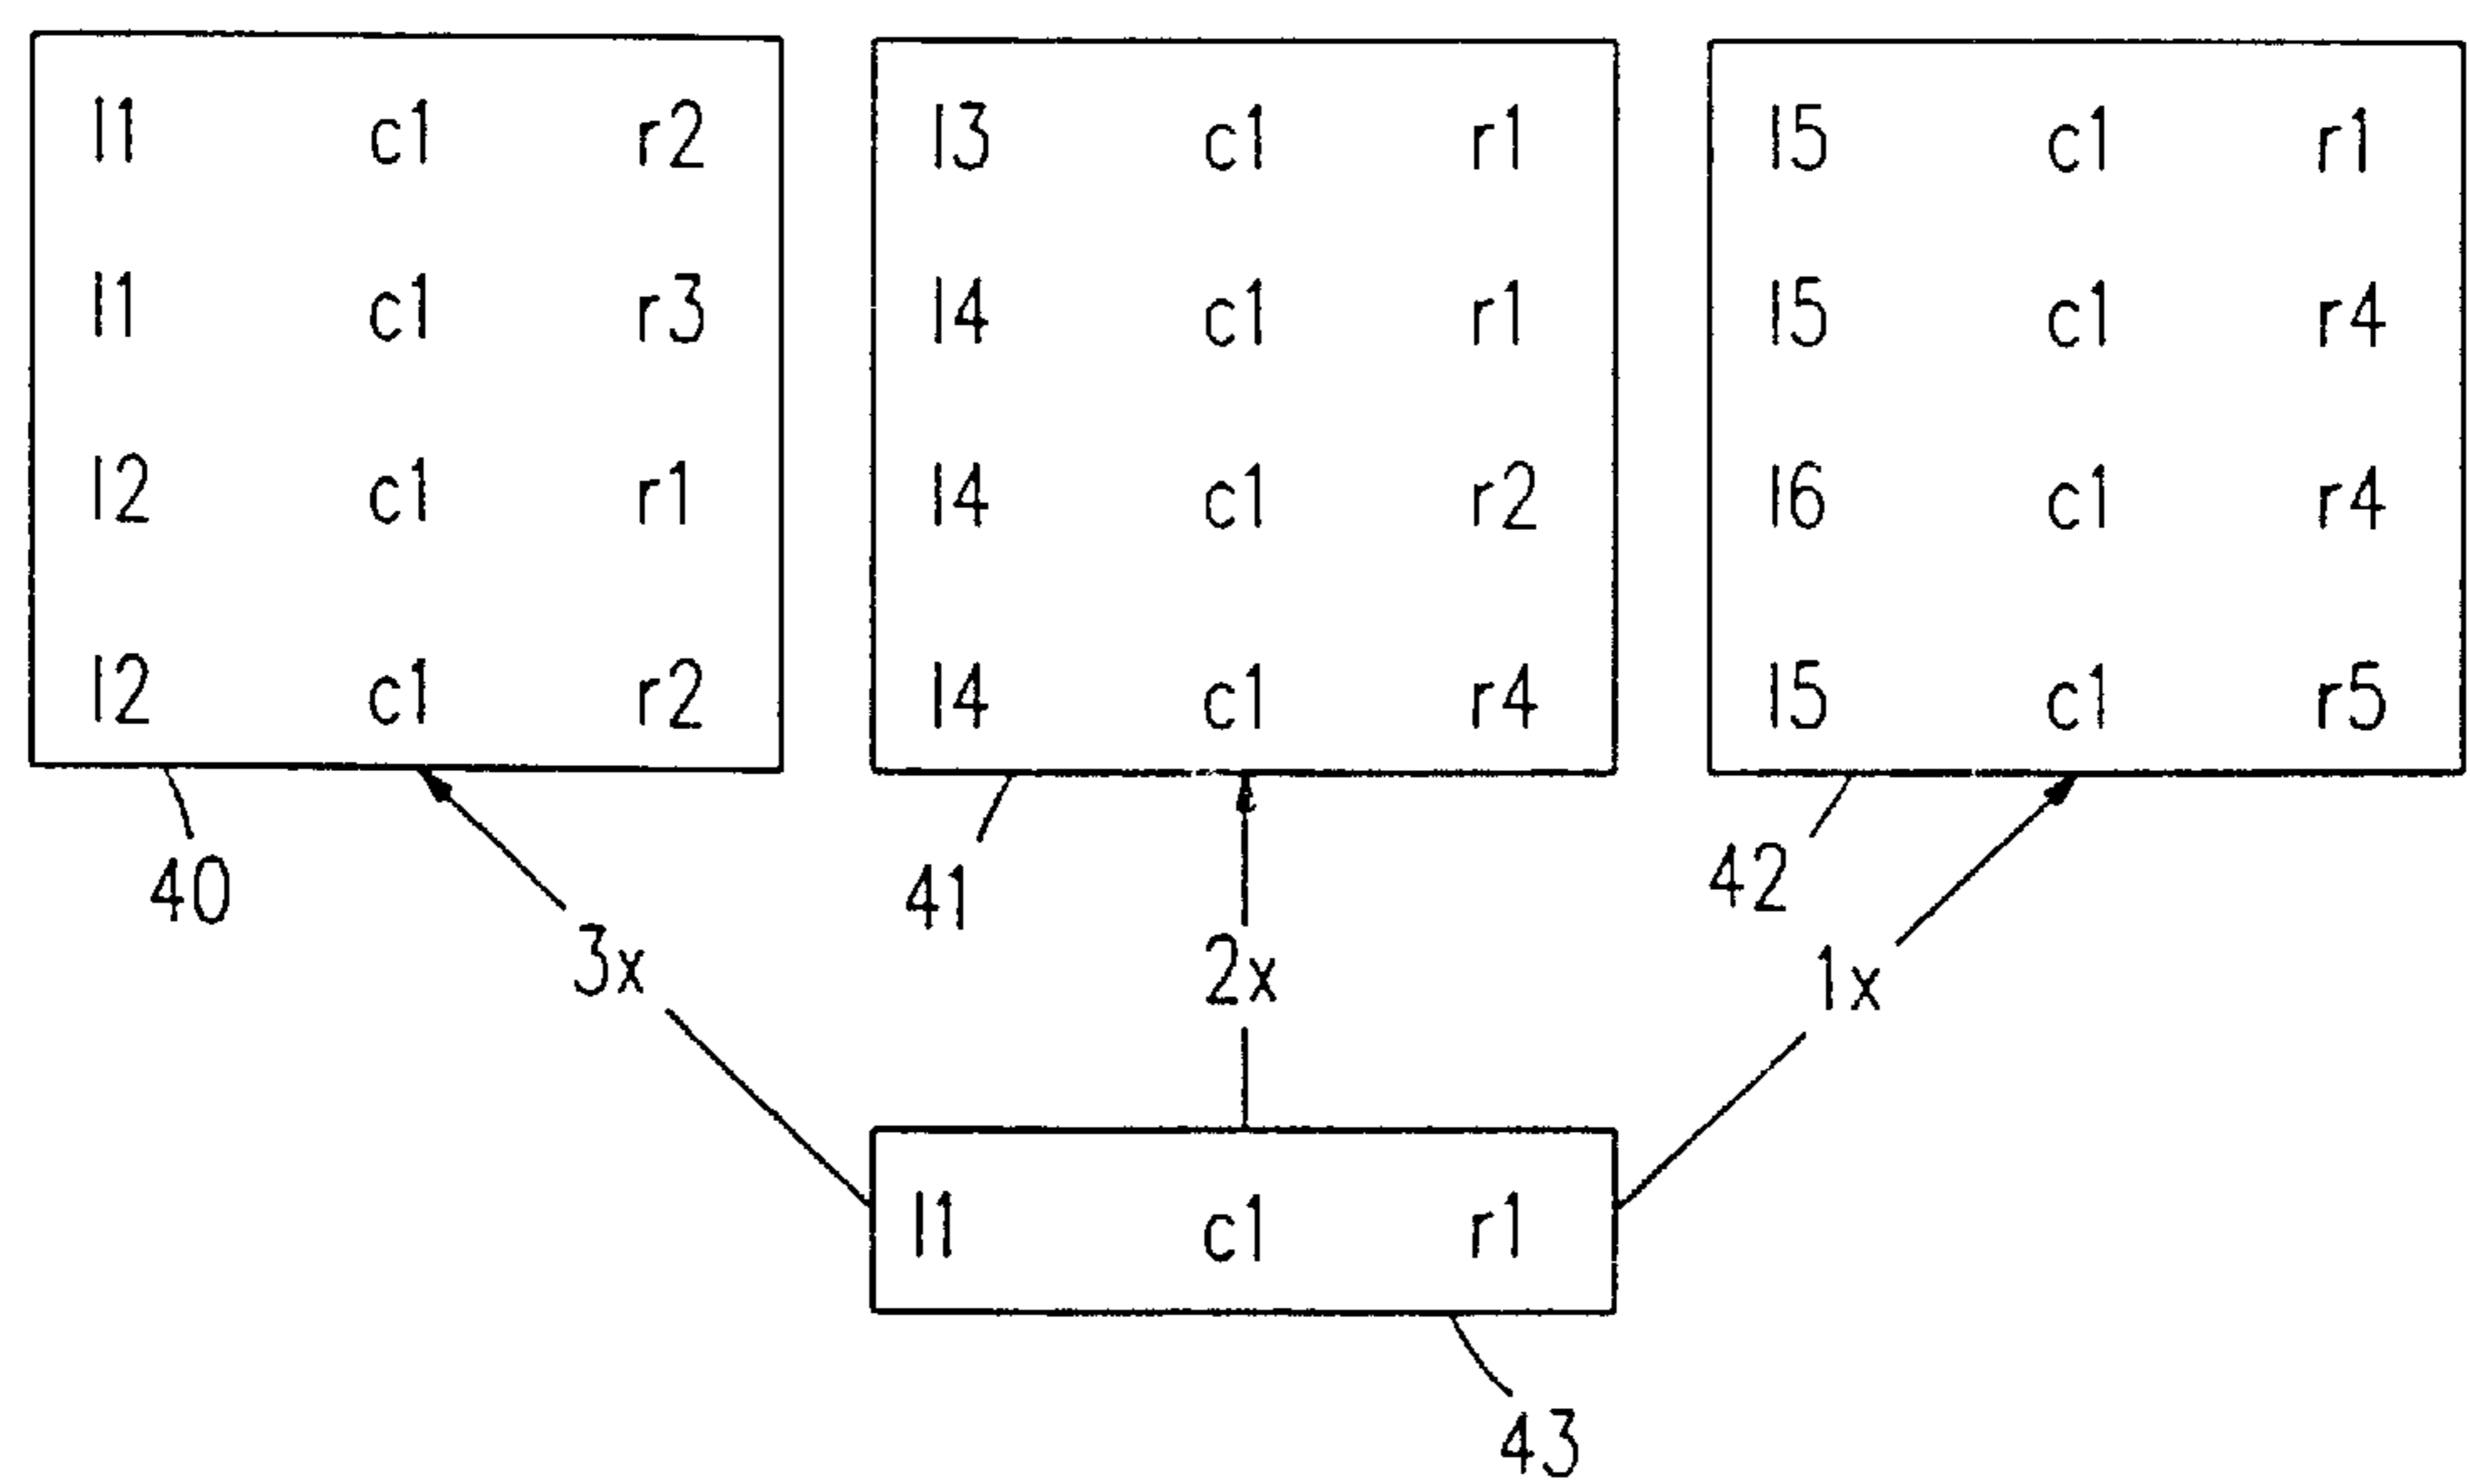 l1 c1 r2 l3 c1 r1 l5 c1 r1
l1 c1 r3 l4 c1 r1 l5 c1 r4
l2 c1 r1 l4 c1 r2 l6 c1 r4
l2 c1 r2 l4 c1 r4 l5 c1 r5
40 41 42
3x 2x 1x
l1 c1 r1
43